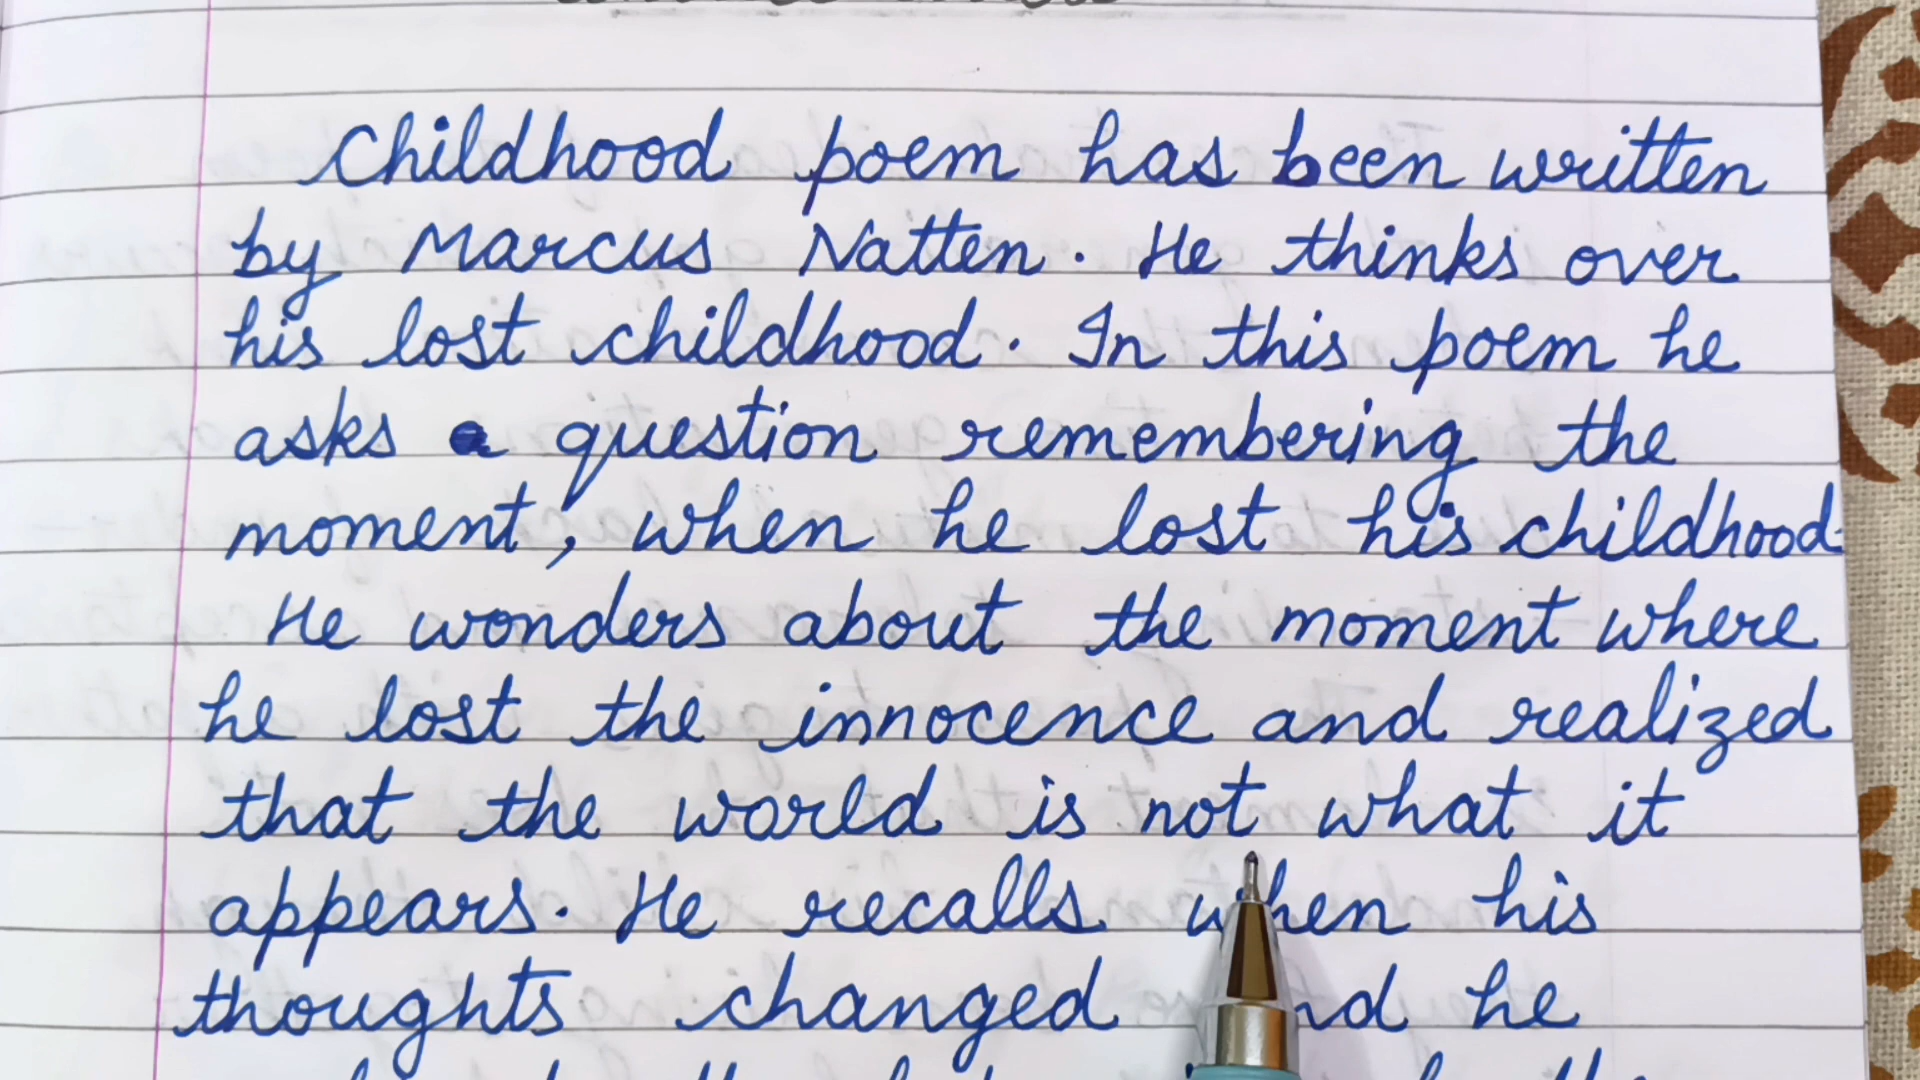 Childhood poem has been written
by Marcus Natten. He thinks over
his lost childhood. In this poem he
asks a question remembering the
moment, when he lost his childhood.
He wonders about the moment where
he lost the innocence and realized
that the world is not what it
appears. He recalls when his
thoughts changed and he